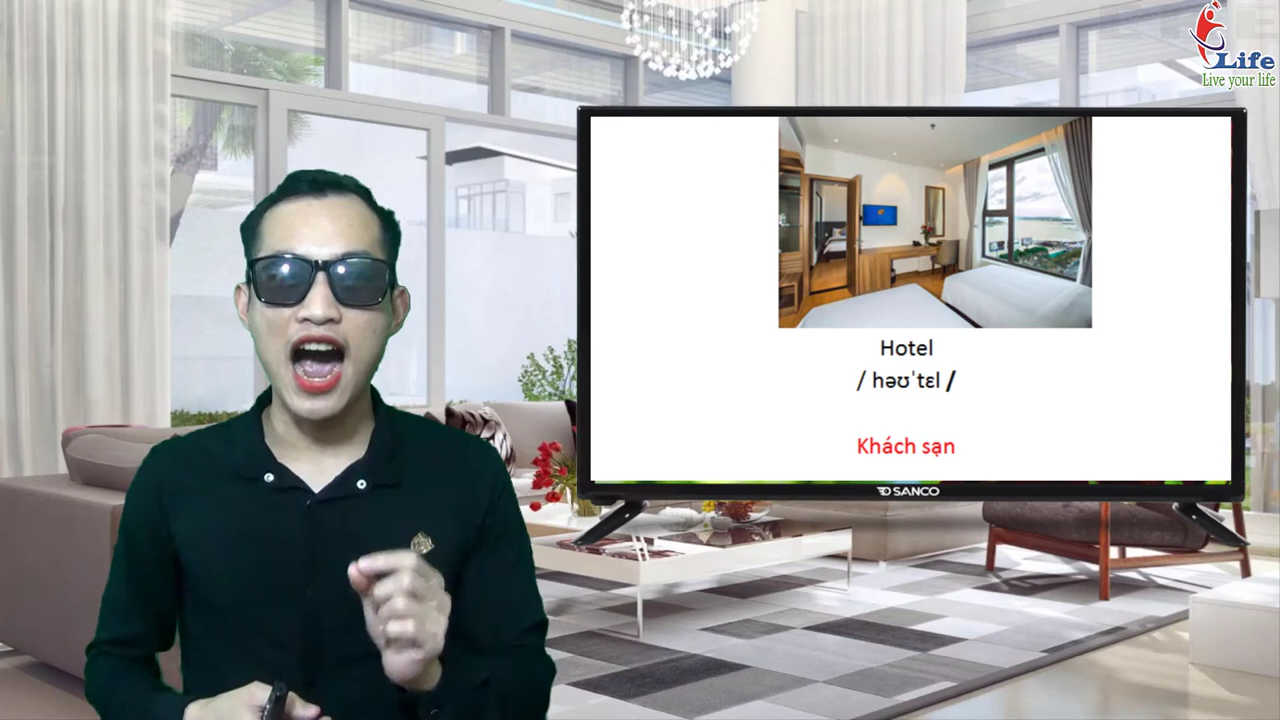 Life
Live your life
Hotel
/ həʊˈtɛl /
Khách sạn
SANCO